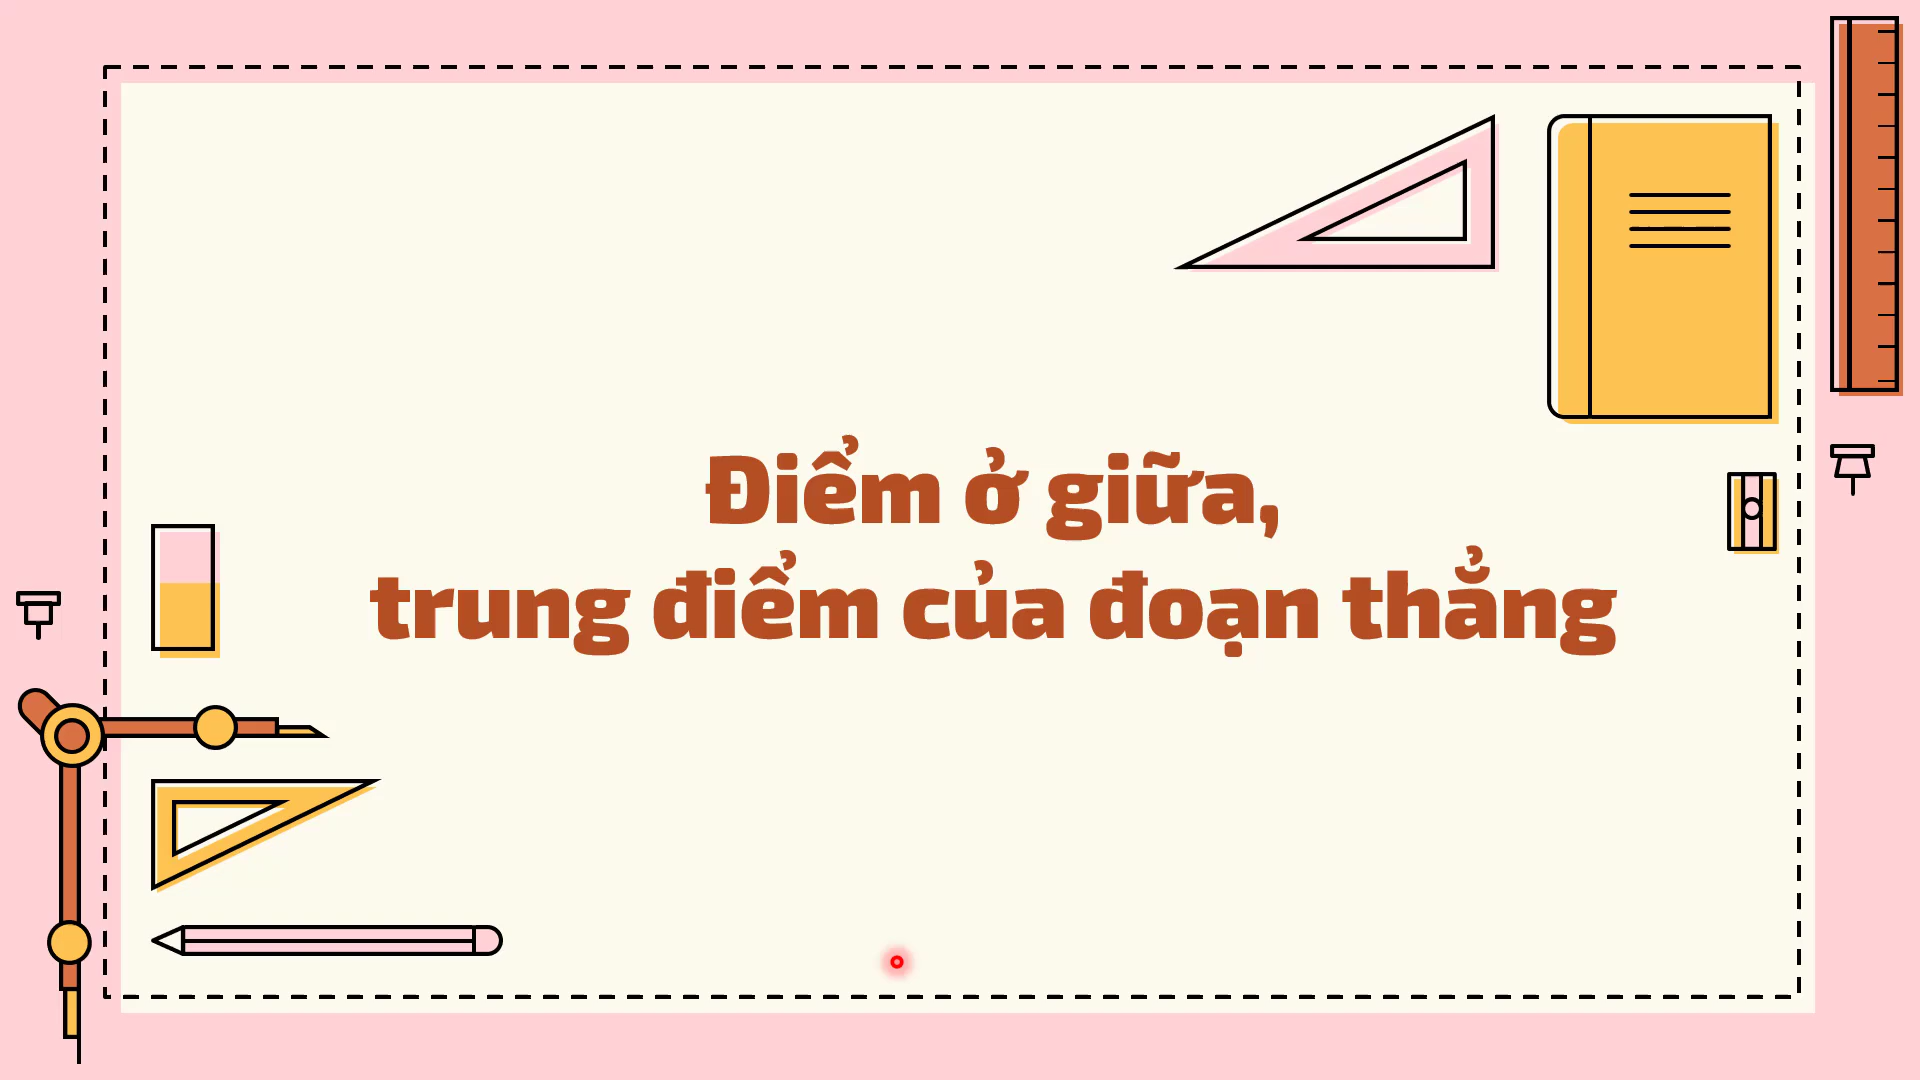 Điểm ở giữa,
trung điểm của đoạn thẳng